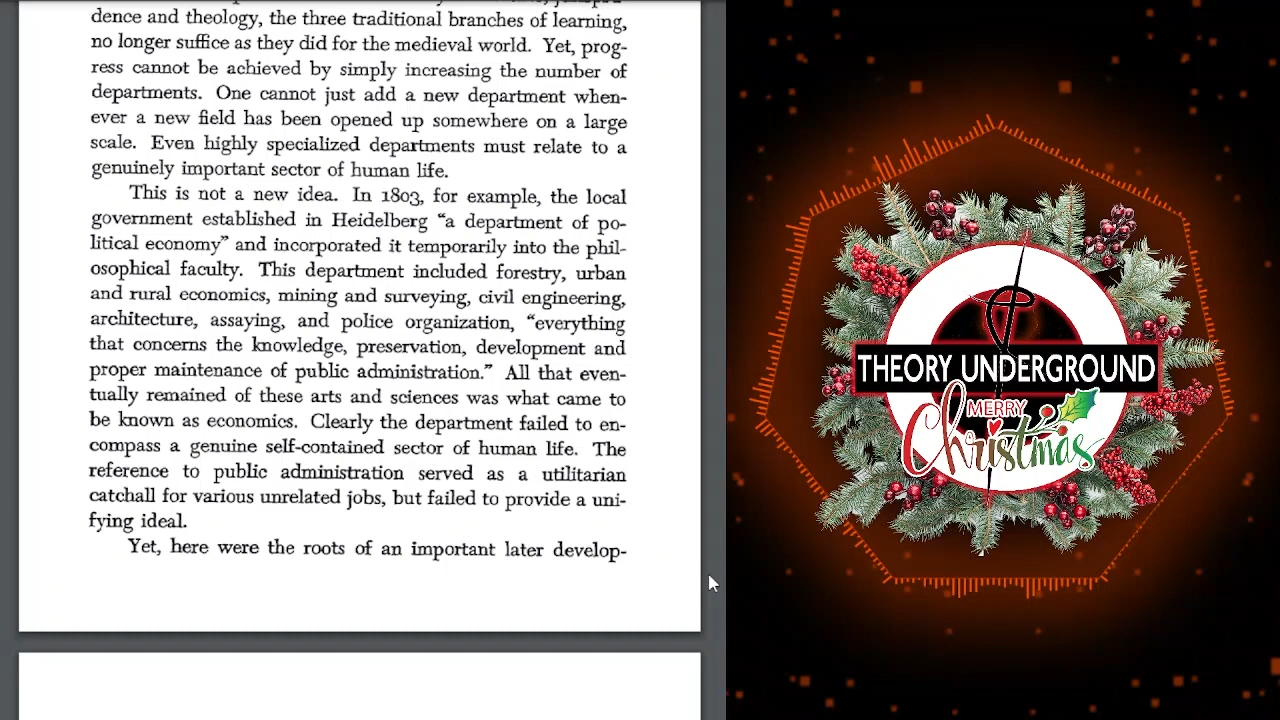 dence and theology, the three traditional branches of learning,
no longer suffice as they did for the medieval world. Yet, prog-
ress cannot be achieved by simply increasing the number of
departments. One cannot just add a new department when-
ever a new field has been opened up somewhere on a large
scale. Even highly specialized departments must relate to a
genuinely important sector of human life.
This is not a new idea. In 1803, for example, the local
government established in Heidelberg “a department of po-
litical economy” and incorporated it temporarily into the phil-
osophical faculty. This department included forestry, urban
and rural economics, mining and surveying, civil engineering,
architecture, assaying, and police organization, “everything
that concerns the knowledge, preservation, development and
proper maintenance of public administration.” All that even-
tually remained of these arts and sciences was what came to
be known as economics. Clearly the department failed to en-
compass a genuine self-contained sector of human life. The
reference to public administration served as a utilitarian
catchall for various unrelated jobs, but failed to provide a uni-
fying ideal.
Yet, here were the roots of an important later develop-
THEORY UNDERGROUND
MERRY
Christmas